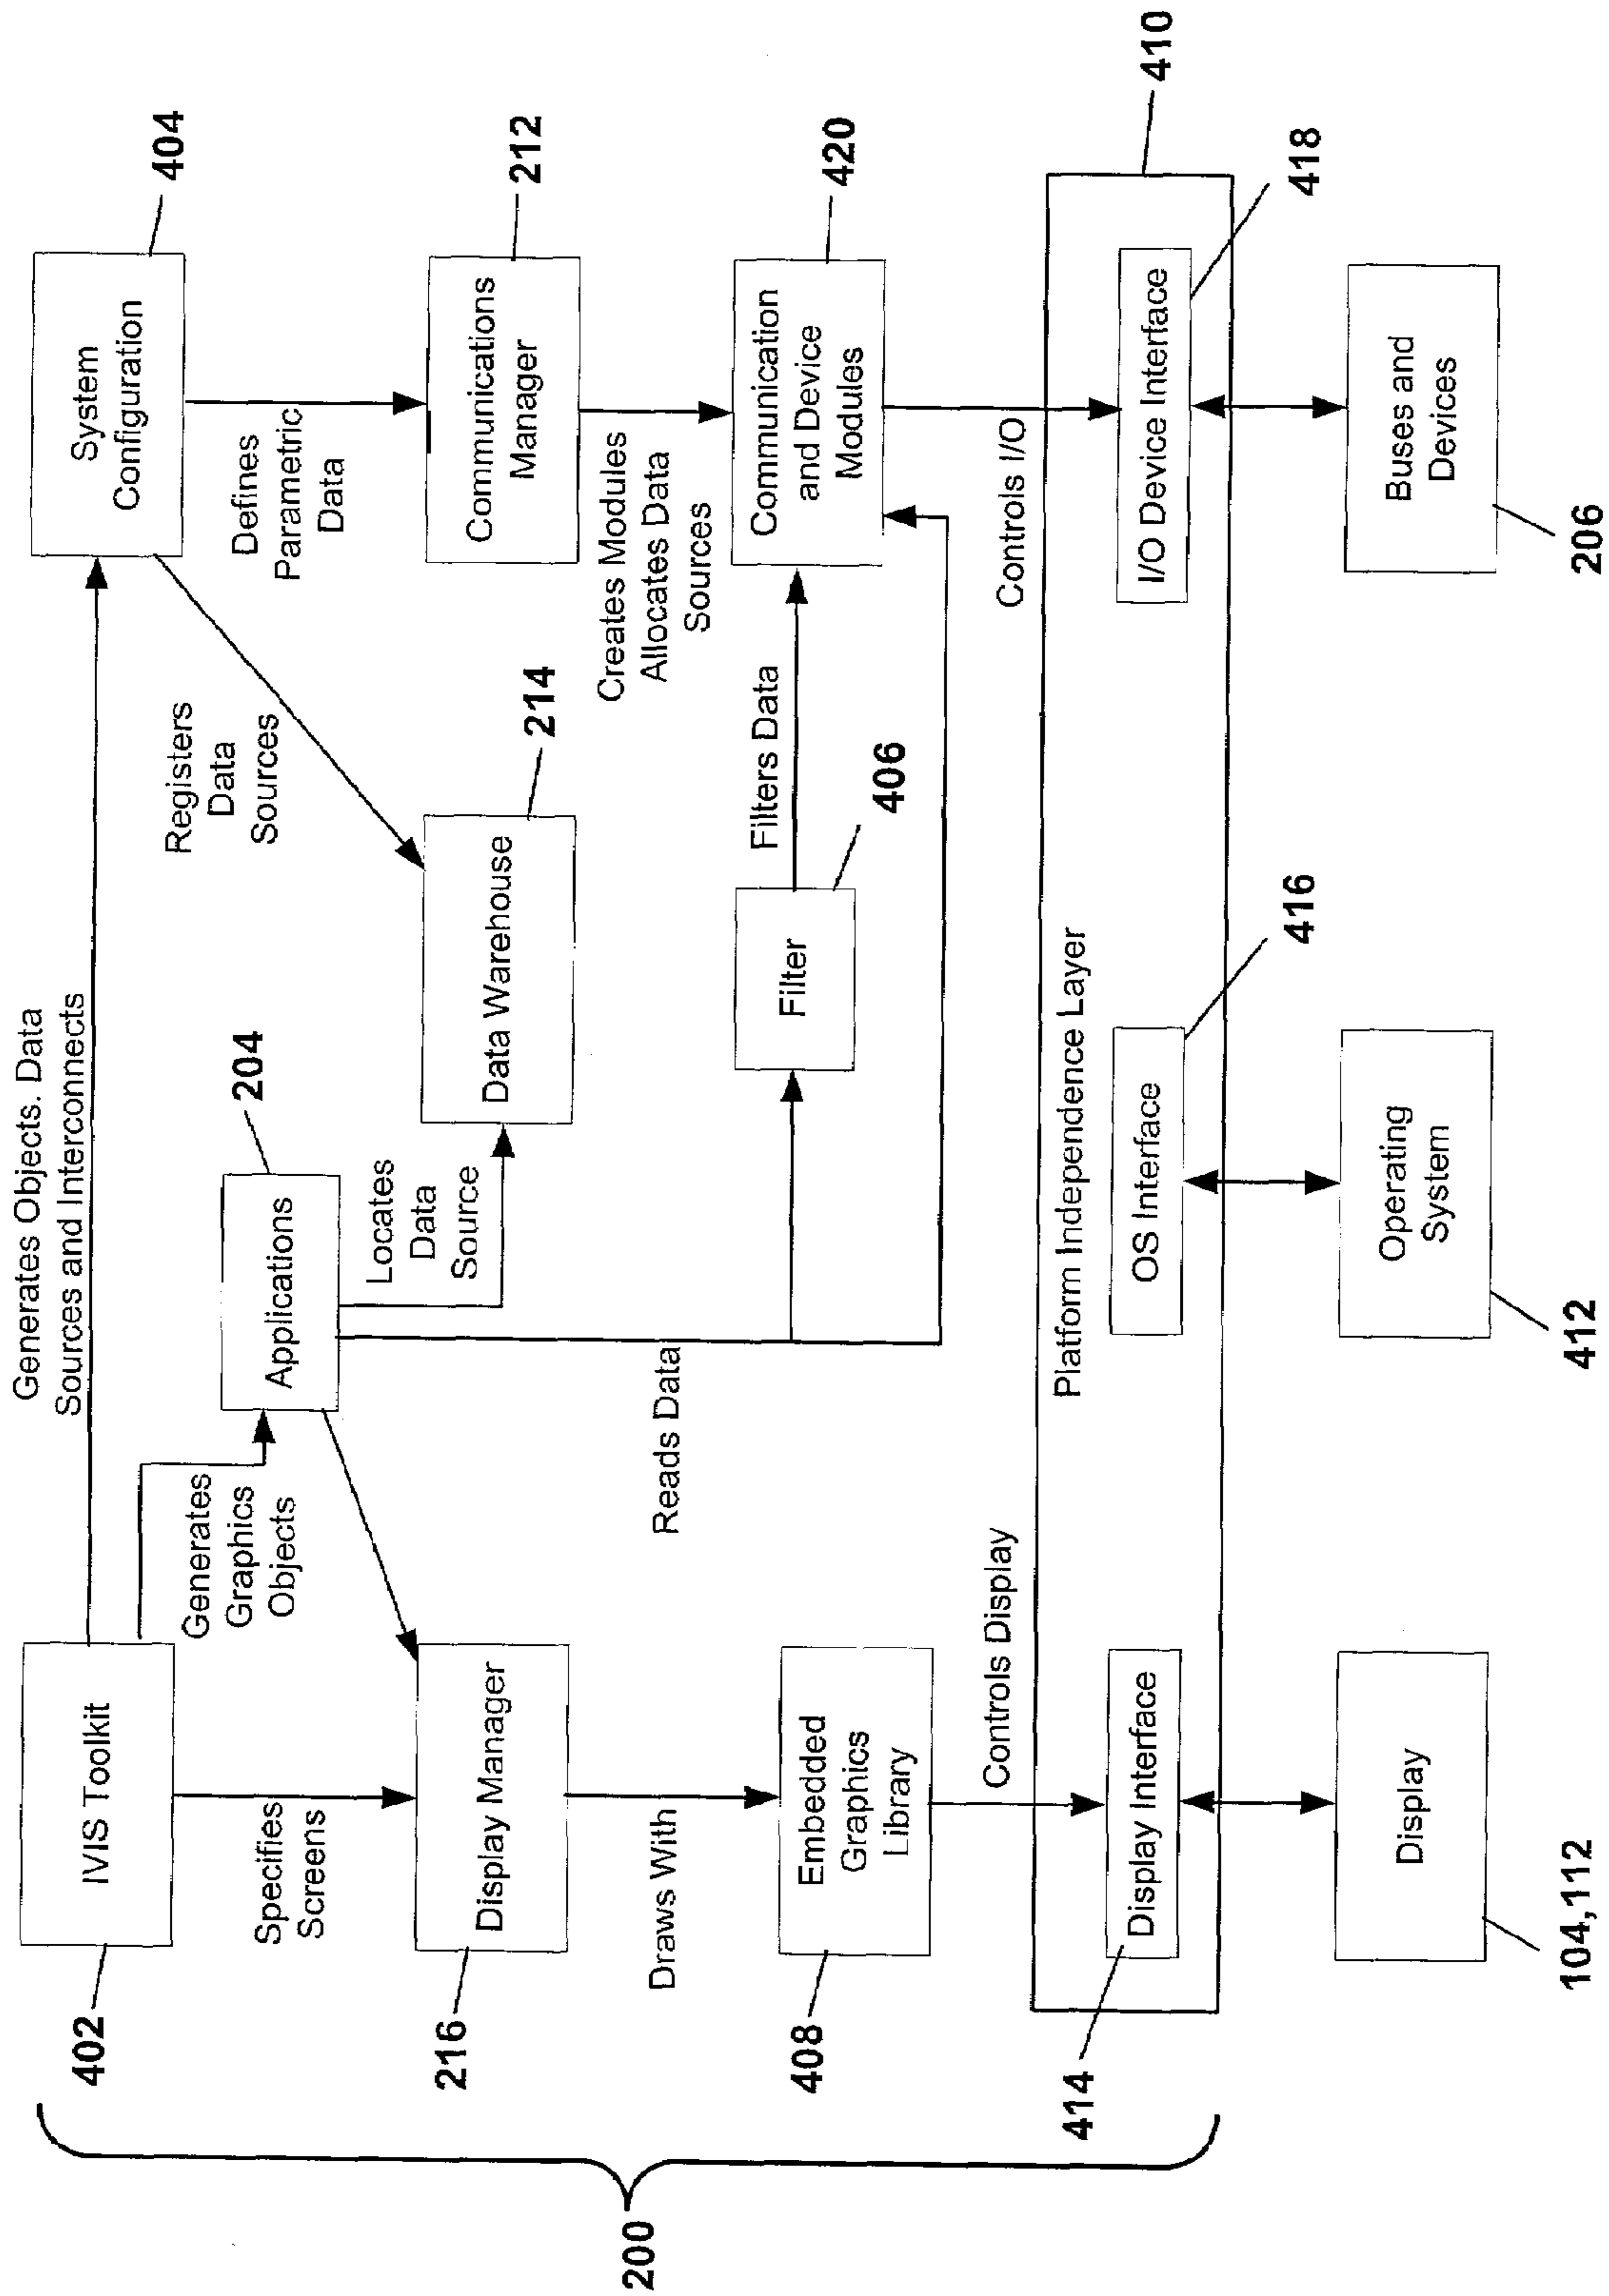 Generates Objects. Data
Sources and Interconnects
402
IVIS Toolkit
System
Configuration
404
Generates
Graphics
Objects
Applications
204
Registers
Data
Sources
Defines
Parametric
Data
Specifies
Screens
Locates
Data
Source
216
Display Manager
Data Warehouse
214
Communications
Manager
212
Draws With
Reads Data
Creates Modules
Allocates Data
Sources
Filters Data
408
Embedded
Graphics
Library
Filter
406
Communication
and Device
Modules
420
200
Controls Display
Controls I/O
Platform Independence Layer
410
414
Display Interface
OS Interface
416
I/O Device Interface
418
Display
104,112
Operating
System
412
Buses and
Devices
206